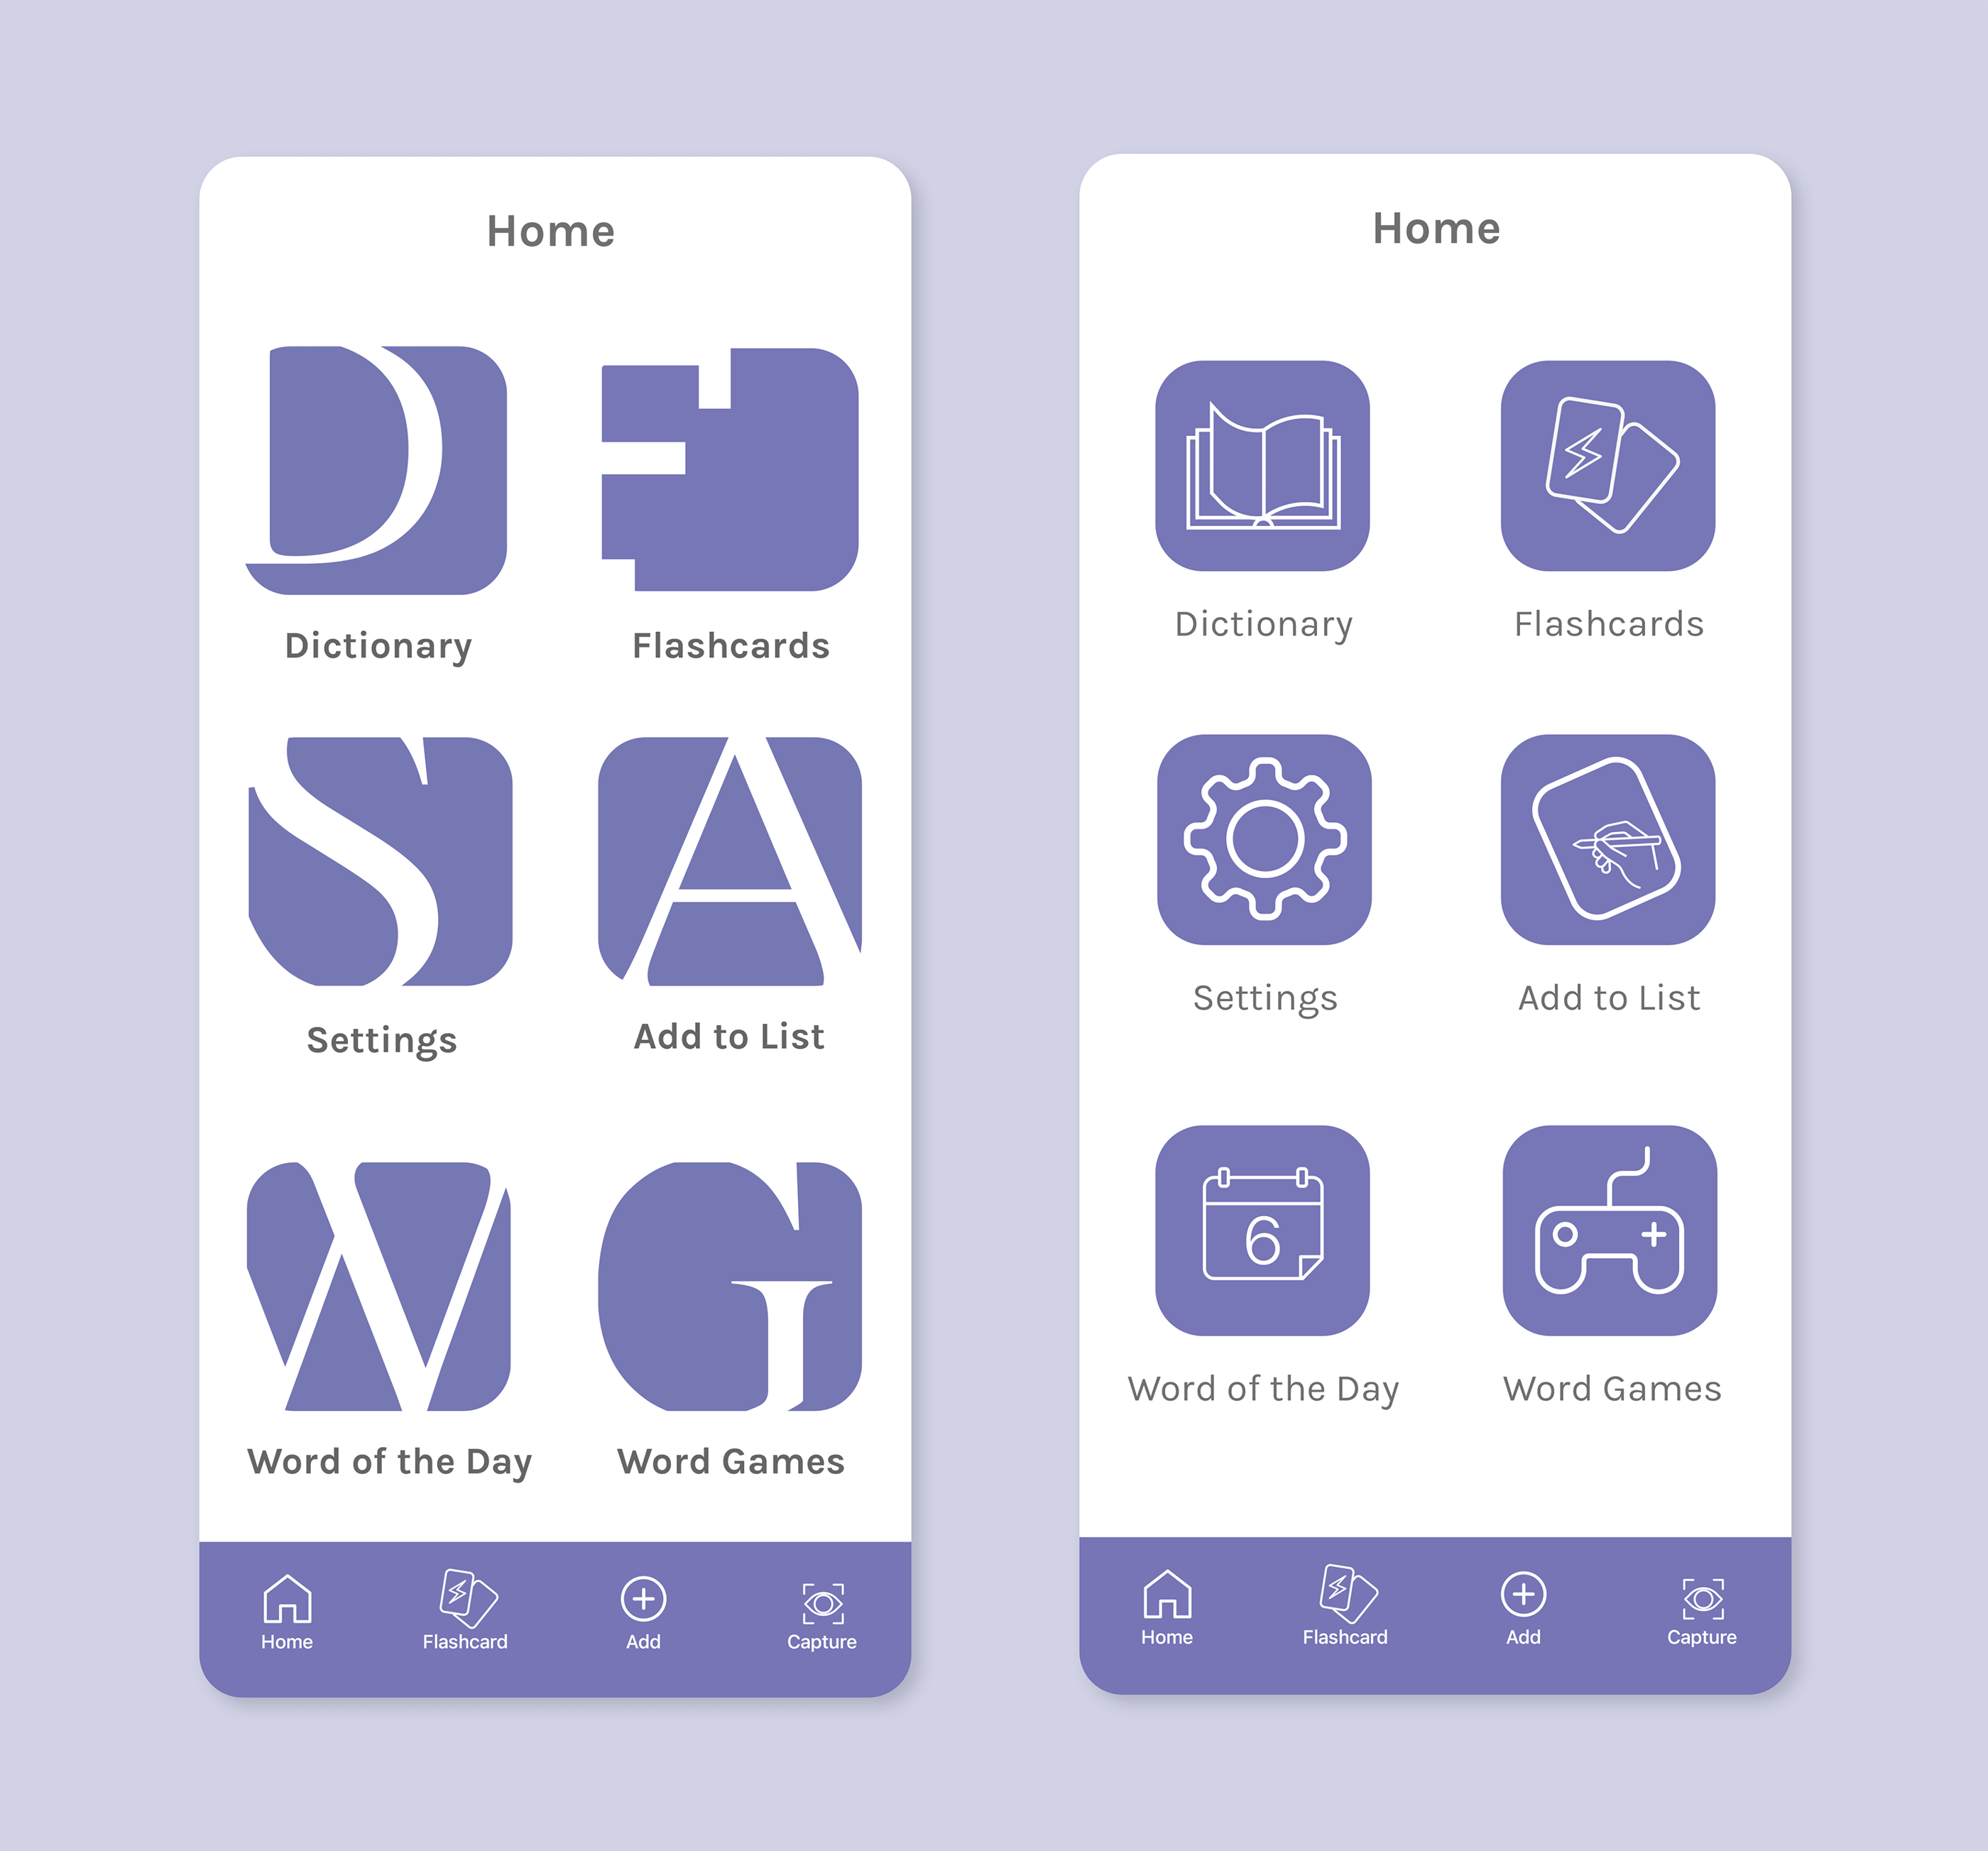 Home
D
F
Dictionary
Flashcards
S
A
Settings
Add to List
W
G
Word of the Day
Word Games
Home
Flashcard
Add
Capture
Home
Dictionary
Flashcards
Settings
Add to List
6
Word of the Day
Word Games
Home
Flashcard
Add
Capture